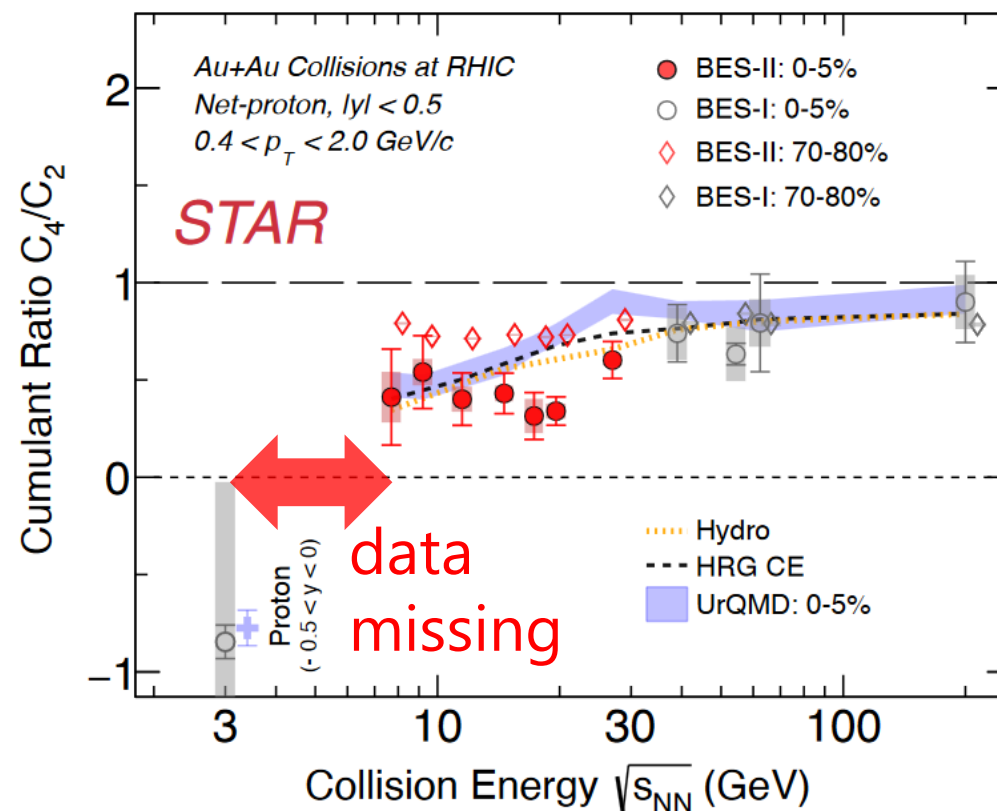 Au+Au Collisions at RHIC
Net-proton, |y| < 0.5
0.4 < p_T < 2.0 GeV/c
STAR
BES-II: 0-5%
BES-I: 0-5%
BES-II: 70-80%
BES-I: 70-80%
2
1
0
−1
Cumulant Ratio C₄/C₂
data
missing
Proton
(- 0.5 < y < 0)
Hydro
HRG CE
UrQMD: 0-5%
3 10 30 100
Collision Energy √s_NN (GeV)